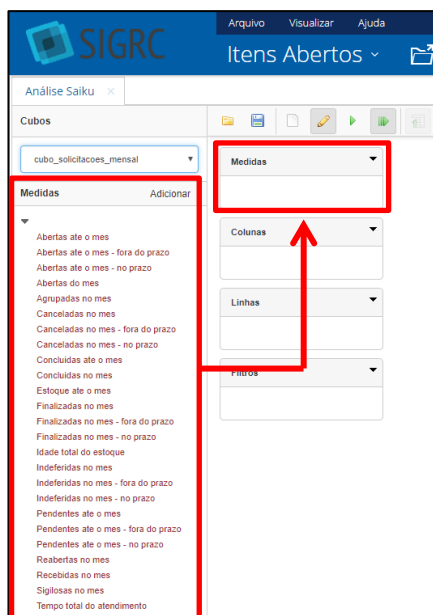 SIGRC
Arquivo Visualizar Ajuda
Itens Abertos
Análise Saiku ×
Cubos
cubo_solicitacoes_mensal
Medidas Adicionar
Abertas ate o mes
Abertas ate o mes - fora do prazo
Abertas ate o mes - no prazo
Abertas do mes
Agrupadas no mes
Canceladas no mes
Canceladas no mes - fora do prazo
Canceladas no mes - no prazo
Concluidas ate o mes
Concluidas no mes
Estoque ate o mes
Finalizadas no mes
Finalizadas no mes - fora do prazo
Finalizadas no mes - no prazo
Idade total do estoque
Indeferidas no mes
Indeferidas no mes - fora do prazo
Indeferidas no mes - no prazo
Pendentes ate o mes
Pendentes ate o mes - fora do prazo
Pendentes ate o mes - no prazo
Reabertas no mes
Recebidas no mes
Sigilosas no mes
Tempo total do atendimento
Medidas
Colunas
Linhas
Filtros